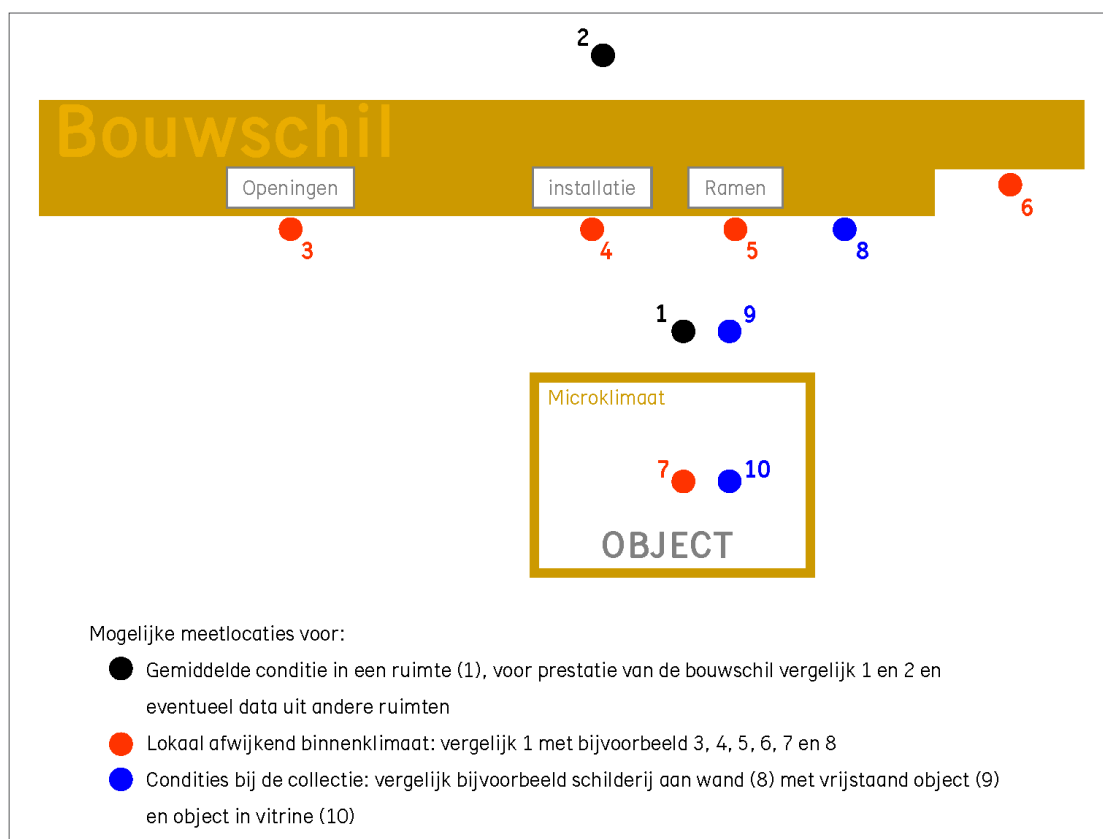 2
Bouwschil
Openingen
installatie
Ramen
6
3
4
5
8
1
9
Microklimaat
7
10
OBJECT
Mogelijke meetlocaties voor:
Gemiddelde conditie in een ruimte (1), voor prestatie van de bouwschil vergelijk 1 en 2 en
eventueel data uit andere ruimten
Lokaal afwijkend binnenklimaat: vergelijk 1 met bijvoorbeeld 3, 4, 5, 6, 7 en 8
Condities bij de collectie: vergelijk bijvoorbeeld schilderij aan wand (8) met vrijstaand object (9)
en object in vitrine (10)